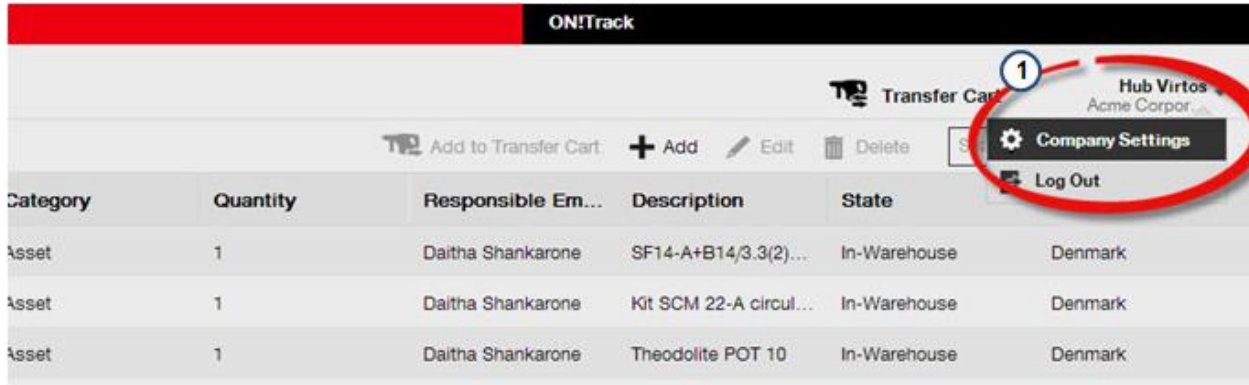 ON!Track
1
Transfer Cart Hub Virtos
Acme Corpor
Add to Transfer Cart Add Edit Delete
Company Settings
Log Out
Category Quantity Responsible Em... Description State
Asset 1 Daitha Shankarone SF14-A+B14/3.3(2)... In-Warehouse Denmark
Asset 1 Daitha Shankarone Kit SCM 22-A circul... In-Warehouse Denmark
Asset 1 Daitha Shankarone Theodolite POT 10 In-Warehouse Denmark